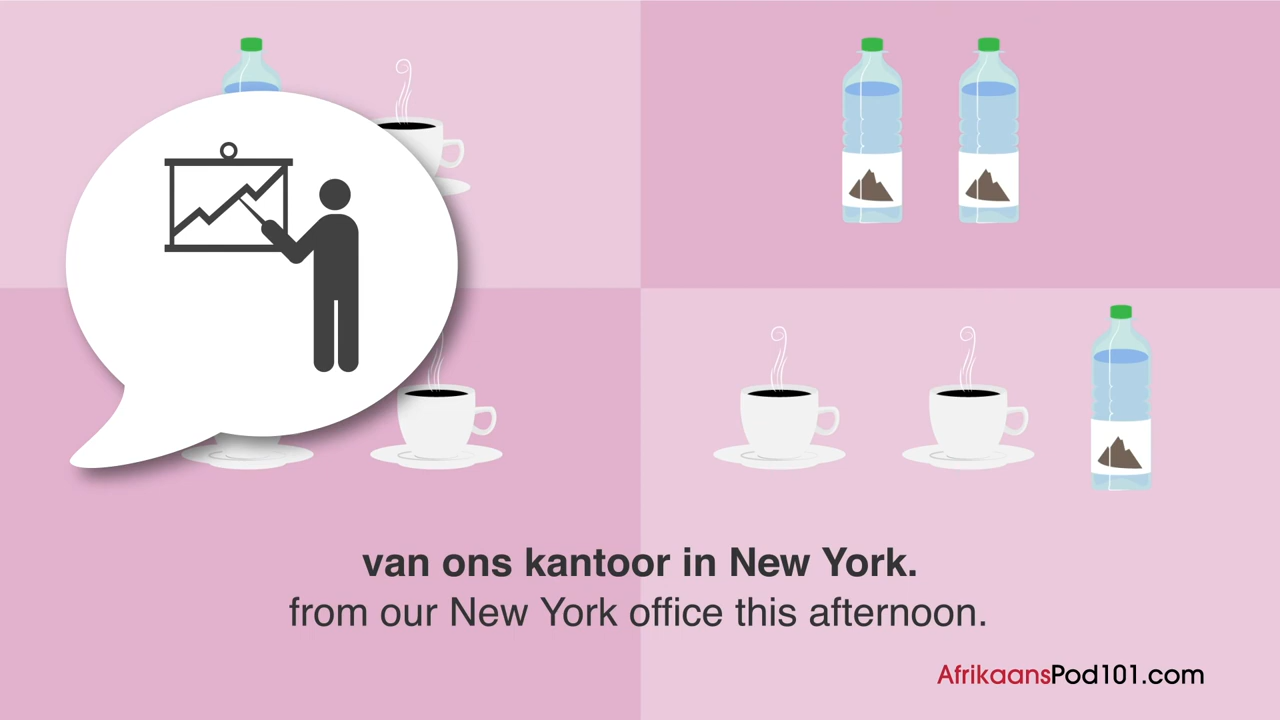 van ons kantoor in New York.
from our New York office this afternoon.
AfrikaansPod101.com